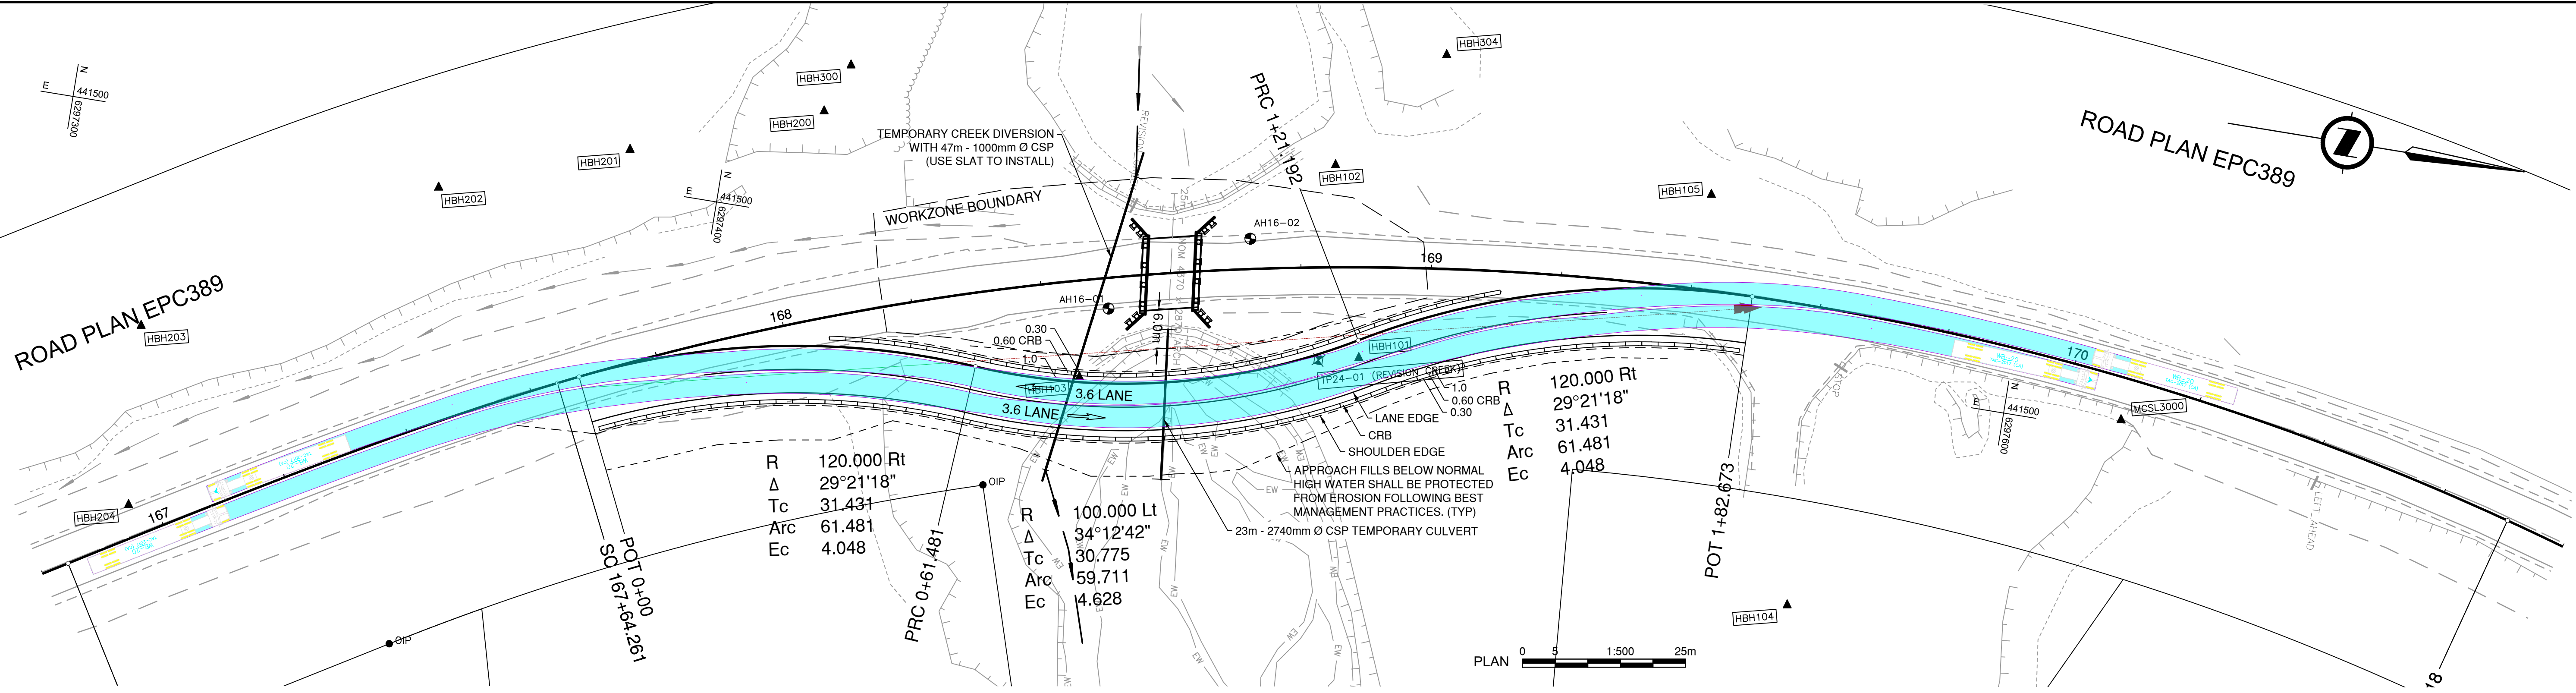 E
N
441500
6297300
ROAD PLAN EPC389
HBH203
HBH204
167
HBH202
HBH201
HBH200
HBH300
E
N
441500
6297400
168
TEMPORARY CREEK DIVERSION
WITH 47m - 1000mm Ø CSP
(USE SLAT TO INSTALL)
WORKZONE BOUNDARY
AH16-01
AH16-02
0.30
0.60 CRB
1.0
6.0m
HBH103
3.6 LANE
3.6 LANE
PRC 1+21.192
HBH304
HBH102
HBH105
169
HBH101
TP24-01 (REVISION CREEK)
1.0
0.60 CRB
0.30
LANE EDGE
CRB
SHOULDER EDGE
APPROACH FILLS BELOW NORMAL
HIGH WATER SHALL BE PROTECTED
FROM EROSION FOLLOWING BEST
MANAGEMENT PRACTICES. (TYP)
23m - 2740mm Ø CSP TEMPORARY CULVERT
R 120.000 Rt
Δ 29°21'18"
Tc 31.431
Arc 61.481
Ec 4.048
SC 167+64.261
POT 0+00
OIP
OIP
PRC 0+61.481
R 100.000 Lt
Δ 34°12'42"
Tc 30.775
Arc 59.711
Ec 4.628
R 120.000 Rt
Δ 29°21'18"
Tc 31.431
Arc 61.481
Ec 4.048
POT 1+82.673
STOP
170
E
N
441500
6297600
MCSL3000
LEFT AHEAD
HBH104
ROAD PLAN EPC389
PLAN
0 5 1:500 25m
18